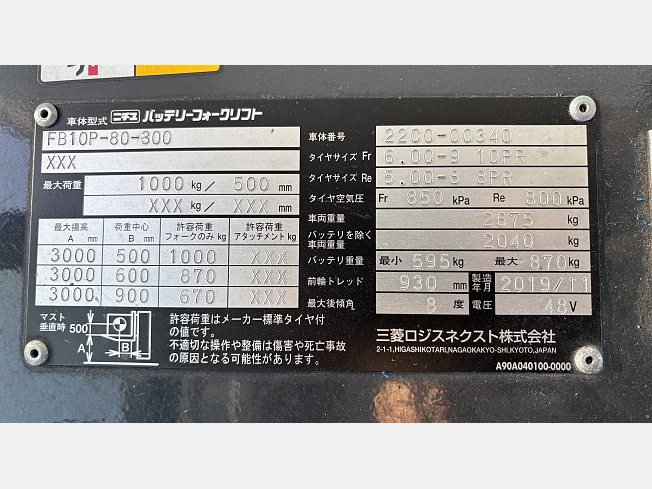 車体型式 ニチユ バッテリーフォークリフト
FB10P-80-300
XXX
最大荷重 1000 kg/ 500 mm
XXX kg/ XXX mm
最大揚高 A mm 荷重中心 B mm 許容荷重 フォークのみ kg 許容荷重 アタッチメント kg
3000 500 1000 XXX
3000 600 870 XXX
3000 900 670 XXX
マスト垂直時 500 A B
許容荷重はメーカー標準タイヤ付
の値です。
不適切な操作や整備は傷害や死亡事故
の原因となる可能性があります。
車体番号 22C0-00340
タイヤサイズ Fr 6.00-9 10PR
タイヤサイズ Re 5.00-8 8PR
タイヤ空気圧 Fr 850 kPa Re 800 kPa
車両重量 2875 kg
バッテリを除く車両重量 2040 kg
バッテリ重量 最小 595 kg 最大 870 kg
前輪トレッド 930 mm 製造年月 2019/11
最大後傾角 8 度 電圧 48 V
三菱ロジスネクスト株式会社
2-1-1,HIGASHIKOTARI,NAGAOKAKYO-SHI,KYOTO,JAPAN
A90A040100-0000